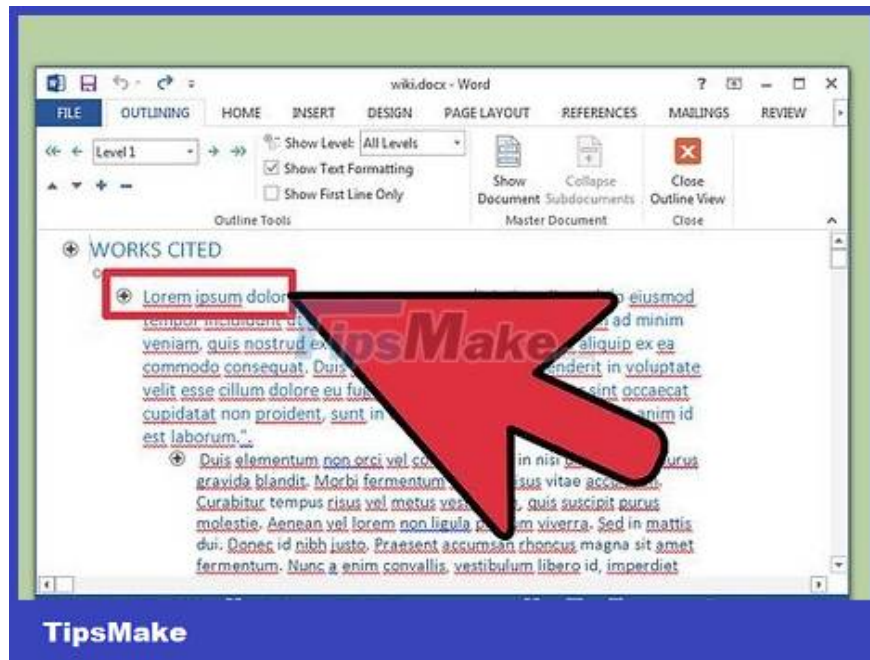 wiki.docx - Word
FILE OUTLINING HOME INSERT DESIGN PAGE LAYOUT REFERENCES MAILINGS REVIEW
Level 1
Show Level: All Levels
Show Text Formatting
Show First Line Only
Show Document
Collapse Subdocuments
Close Outline View
Outline Tools Master Document Close
WORKS CITED
Lorem ipsum dolor eiusmod
tempor incididunt ut ad minim
veniam, quis nostrud ex aliquip ex ea
commodo consequat. Duis in voluptate
velit esse cillum dolore eu sint occaecat
cupidatat non proident, sunt in anim id
est laborum.".
TipsMake
Duis elementum non orci vel in
gravida blandit. Morbi fermentum vitae
Curabitur tempus risus vel metus quis suscipit purus
molestie. Aenean vel lorem non ligula viverra. Sed in mattis
dui. Donec id nibh justo. Praesent accumsan rhoncus magna sit amet
fermentum. Nunc a enim convallis, vestibulum libero id, imperdiet
TipsMake